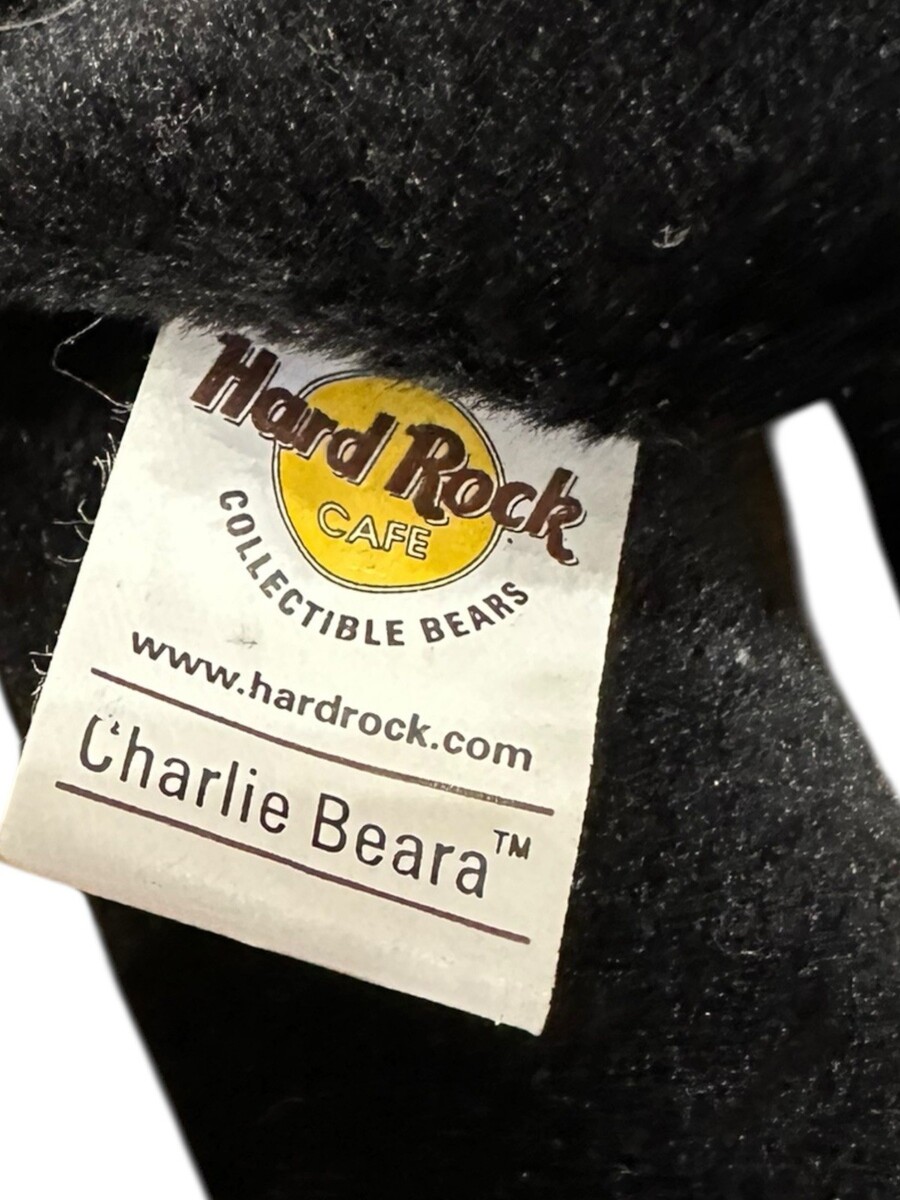 Hard Rock
CAFE
COLLECTIBLE BEARS
www.hardrock.com
Charlie Beara™